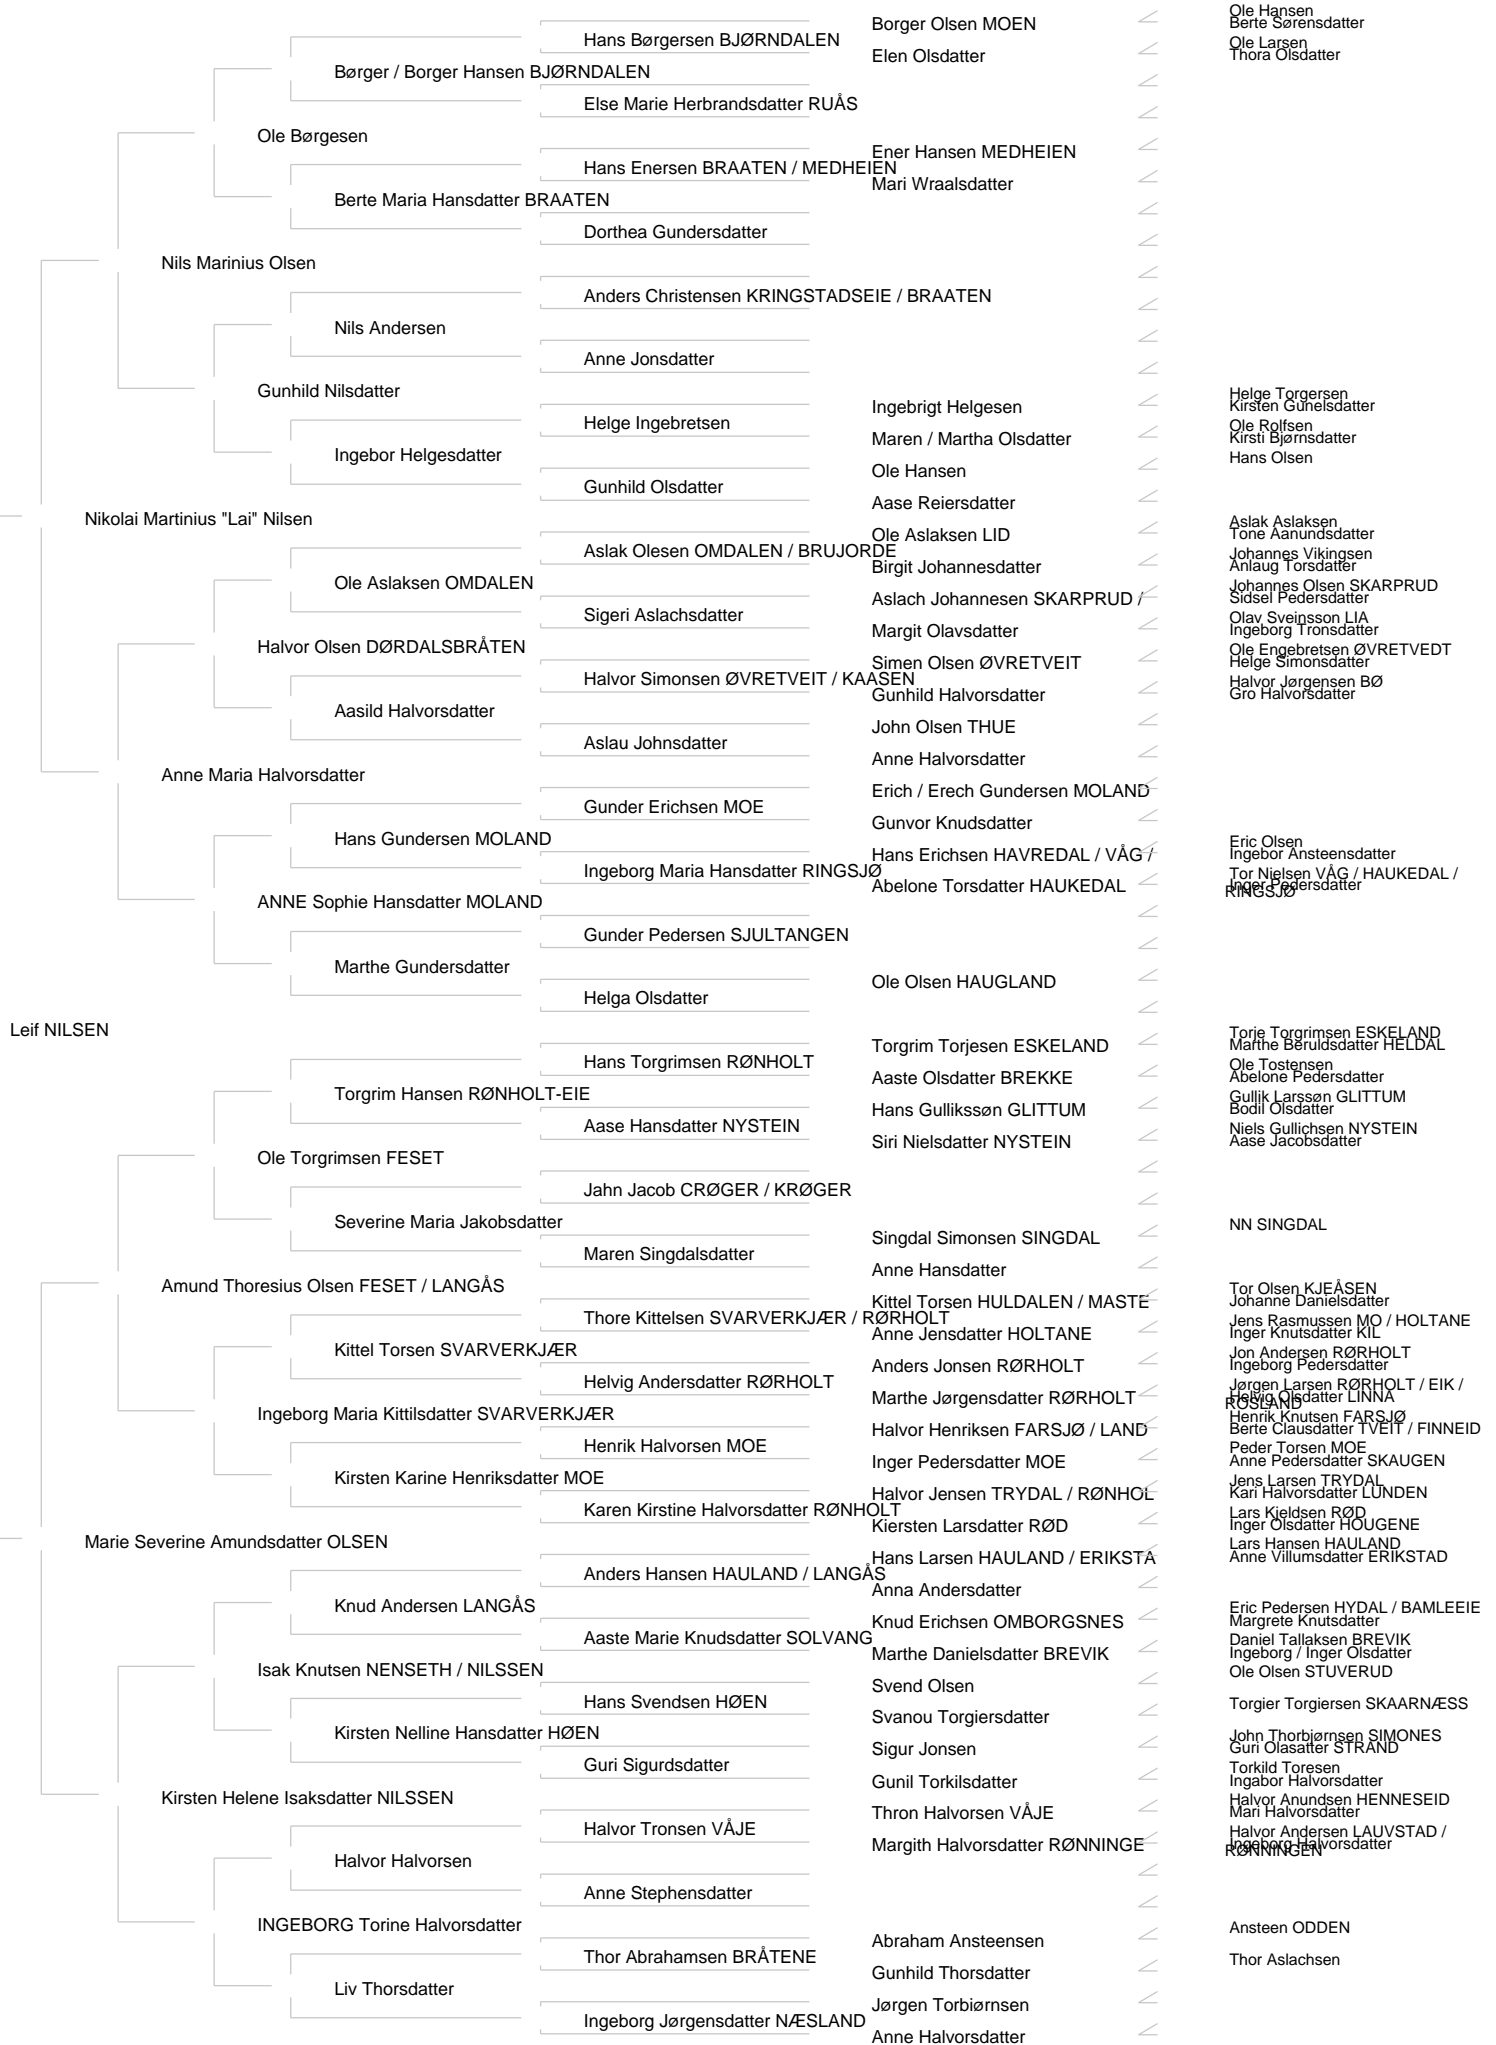 Ole Hansen
Borger Olsen MOEN
Berte Sørensdatter
Hans Børgersen BJØRNDALEN
Ole Larsen
Elen Olsdatter
Thora Olsdatter
Børger / Borger Hansen BJØRNDALEN
Else Marie Herbrandsdatter RUÅS
Ole Børgesen
Ener Hansen MEDHEIEN
Hans Enersen BRAATEN / MEDHEIEN
Mari Wraalsdatter
Berte Maria Hansdatter BRAATEN
Dorthea Gundersdatter
Nils Marinius Olsen
Anders Christensen KRINGSTADSEIE / BRAATEN
Nils Andersen
Anne Jonsdatter
Gunhild Nilsdatter
Helge Torgersen
Ingebrigt Helgesen
Kirsten Gunelsdatter
Helge Ingebretsen
Ole Rolfsen
Maren / Martha Olsdatter
Kirsti Bjørnsdatter
Ingebor Helgesdatter
Hans Olsen
Ole Hansen
Gunhild Olsdatter
Aase Reiersdatter
Nikolai Martinius "Lai" Nilsen
Aslak Aslaksen
Ole Aslaksen LID
Tone Aanundsdatter
Aslak Olesen OMDALEN / BRUJORDE
Johannes Vikingsen
Birgit Johannesdatter
Anlaug Torsdatter
Ole Aslaksen OMDALEN
Johannes Olsen SKARPRUD
Aslach Johannesen SKARPRUD /
Sidsel Pedersdatter
Sigeri Aslachsdatter
Olav Sveinsson LIA
Margit Olavsdatter
Ingeborg Tronsdatter
Halvor Olsen DØRDALSBRÅTEN
Ole Engebretsen ØVRETVEDT
Simen Olsen ØVRETVEIT
Helge Simonsdatter
Halvor Simonsen ØVRETVEIT / KAASEN
Halvor Jørgensen BØ
Gunhild Halvorsdatter
Gro Halvorsdatter
Aasild Halvorsdatter
John Olsen THUE
Aslau Johnsdatter
Anne Halvorsdatter
Anne Maria Halvorsdatter
Erich / Erech Gundersen MOLAND
Gunder Erichsen MOE
Gunvor Knudsdatter
Hans Gundersen MOLAND
Eric Olsen
Hans Erichsen HAVREDAL / VÅG /
Ingebor Ansteensdatter
Ingeborg Maria Hansdatter RINGSJØ
Tor Nielsen VÅG / HAUKEDAL /
Abelone Torsdatter HAUKEDAL
Inger Pedersdatter
RINGSJØ
ANNE Sophie Hansdatter MOLAND
Gunder Pedersen SJULTANGEN
Marthe Gundersdatter
Ole Olsen HAUGLAND
Helga Olsdatter
Leif NILSEN
Torje Torgrimsen ESKELAND
Torgrim Torjesen ESKELAND
Marthe Beruldsdatter HELDAL
Hans Torgrimsen RØNHOLT
Ole Tostensen
Aaste Olsdatter BREKKE
Abelone Pedersdatter
Torgrim Hansen RØNHOLT-EIE
Gullik Larssøn GLITTUM
Hans Gullikssøn GLITTUM
Bodil Olsdatter
Aase Hansdatter NYSTEIN
Niels Gullichsen NYSTEIN
Siri Nielsdatter NYSTEIN
Aase Jacobsdatter
Ole Torgrimsen FESET
Jahn Jacob CRØGER / KRØGER
Severine Maria Jakobsdatter
NN SINGDAL
Singdal Simonsen SINGDAL
Maren Singdalsdatter
Anne Hansdatter
Amund Thoresius Olsen FESET / LANGÅS
Tor Olsen KJEÅSEN
Kittel Torsen HULDALEN / MASTE
Johanne Danielsdatter
Thore Kittelsen SVARVERKJÆR / RØRHOLT
Jens Rasmussen MO / HOLTANE
Anne Jensdatter HOLTANE
Inger Knutsdatter KIL
Kittel Torsen SVARVERKJÆR
Jon Andersen RØRHOLT
Anders Jonsen RØRHOLT
Ingeborg Pedersdatter
Helvig Andersdatter RØRHOLT
Jørgen Larsen RØRHOLT / EIK /
Marthe Jørgensdatter RØRHOLT
Helvig Olsdatter LINNA
RØSLAND
Ingeborg Maria Kittilsdatter SVARVERKJÆR
Henrik Knutsen FARSJØ
Halvor Henriksen FARSJØ / LAND
Berte Clausdatter TVEIT / FINNEID
Henrik Halvorsen MOE
Peder Torsen MOE
Inger Pedersdatter MOE
Anne Pedersdatter SKAUGEN
Kirsten Karine Henriksdatter MOE
Jens Larsen TRYDAL
Halvor Jensen TRYDAL / RØNHOL
Kari Halvorsdatter LUNDEN
Karen Kirstine Halvorsdatter RØNHOLT
Lars Kjeldsen RØD
Kiersten Larsdatter RØD
Inger Olsdatter HOUGENE
Marie Severine Amundsdatter OLSEN
Lars Hansen HAULAND
Hans Larsen HAULAND / ERIKSTA
Anne Villumsdatter ERIKSTAD
Anders Hansen HAULAND / LANGÅS
Anna Andersdatter
Knud Andersen LANGÅS
Eric Pedersen HYDAL / BAMLEEIE
Knud Erichsen OMBORGSNES
Margrete Knutsdatter
Aaste Marie Knudsdatter SOLVANG
Daniel Tallaksen BREVIK
Marthe Danielsdatter BREVIK
Ingeborg / Inger Olsdatter
Isak Knutsen NENSETH / NILSSEN
Ole Olsen STUVERUD
Svend Olsen
Hans Svendsen HØEN
Torgier Torgiersen SKAARNÆSS
Svanou Torgiersdatter
Kirsten Nelline Hansdatter HØEN
John Thorbjørnsen SIMONES
Sigur Jonsen
Guri Olasatter STRAND
Guri Sigurdsdatter
Torkild Toresen
Gunil Torkilsdatter
Ingabor Halvorsdatter
Kirsten Helene Isaksdatter NILSSEN
Halvor Anundsen HENNESEID
Thron Halvorsen VÅJE
Mari Halvorsdatter
Halvor Tronsen VÅJE
Halvor Andersen LAUVSTAD /
Margith Halvorsdatter RØNNINGE
Ingeborg Halvorsdatter
RØNNINGEN
Halvor Halvorsen
Anne Stephensdatter
INGEBORG Torine Halvorsdatter
Ansteen ODDEN
Abraham Ansteensen
Thor Abrahamsen BRÅTENE
Thor Aslachsen
Gunhild Thorsdatter
Liv Thorsdatter
Jørgen Torbiørnsen
Ingeborg Jørgensdatter NÆSLAND
Anne Halvorsdatter